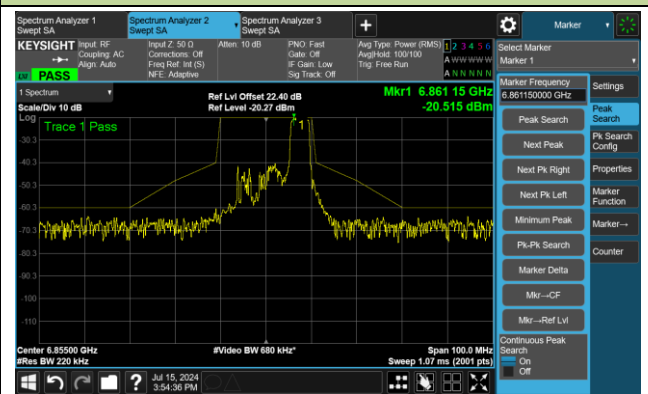 Spectrum Analyzer 1
Swept SA
Spectrum Analyzer 2
Swept SA
Spectrum Analyzer 3
Swept SA
+
Marker
KEYSIGHT
LXI PASS
Input: RF
Coupling: AC
Align: Auto
Input Z: 50 Ω
Corrections: Off
Freq Ref: Int (S)
NFE: Adaptive
Atten: 10 dB
PNO: Fast
Gate: Off
IF Gain: Low
Sig Track: Off
Avg Type: Power (RMS)
Avg|Hold: 100/100
Trig: Free Run
1 2 3 4 5 6
A W W W W W
A N N N N N
Select Marker
Marker 1
1 Spectrum
Scale/Div 10 dB
Ref Lvl Offset 22.40 dB
Ref Level -20.27 dBm
Mkr1 6.861 15 GHz
-20.515 dBm
Log
Trace 1 Pass
1
-30.3
-40.3
-50.3
-60.3
-70.3
-80.3
-90.3
-100
-110
Center 6.85500 GHz
#Res BW 220 kHz
#Video BW 680 kHz*
Span 100.0 MHz
Sweep 1.07 ms (2001 pts)
Marker Frequency
6.861150000 GHz
Peak Search
Next Peak
Next Pk Right
Next Pk Left
Minimum Peak
Pk-Pk Search
Marker Delta
Mkr→CF
Mkr→Ref Lvl
Continuous Peak
Search
On
Off
Settings
Peak
Search
Pk Search
Config
Properties
Marker
Function
Marker→
Counter
?
Jul 15, 2024
3:54:36 PM